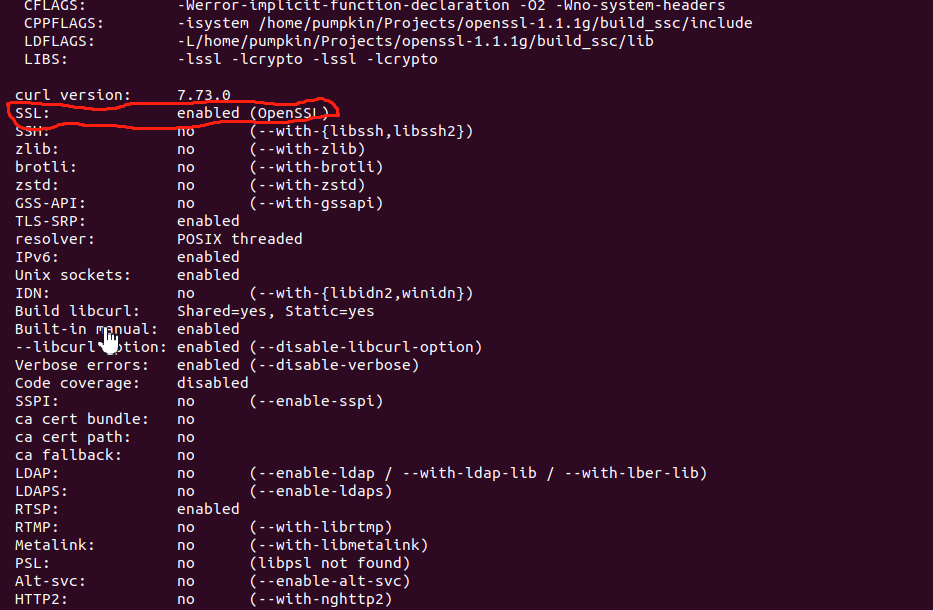 CFLAGS: -Werror-implicit-function-declaration -O2 -Wno-system-headers
CPPFLAGS: -isystem /home/pumpkin/Projects/openssl-1.1.1g/build_ssc/include
LDFLAGS: -L/home/pumpkin/Projects/openssl-1.1.1g/build_ssc/lib
LIBS: -lssl -lcrypto -lssl -lcrypto
curl version: 7.73.0
SSL: enabled (OpenSSL)
SSH: no (--with-{libssh,libssh2})
zlib: no (--with-zlib)
brotli: no (--with-brotli)
zstd: no (--with-zstd)
GSS-API: no (--with-gssapi)
TLS-SRP: enabled
resolver: POSIX threaded
IPv6: enabled
Unix sockets: enabled
IDN: no (--with-{libidn2,winidn})
Build libcurl: Shared=yes, Static=yes
Built-in manual: enabled
--libcurl option: enabled (--disable-libcurl-option)
Verbose errors: enabled (--disable-verbose)
Code coverage: disabled
SSPI: no (--enable-sspi)
ca cert bundle: no
ca cert path: no
ca fallback: no
LDAP: no (--enable-ldap / --with-ldap-lib / --with-lber-lib)
LDAPS: no (--enable-ldaps)
RTSP: enabled
RTMP: no (--with-librtmp)
Metalink: no (--with-libmetalink)
PSL: no (libpsl not found)
Alt-svc: no (--enable-alt-svc)
HTTP2: no (--with-nghttp2)